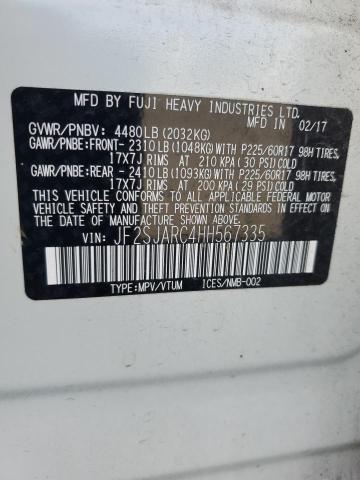 MFD BY FUJI HEAVY INDUSTRIES LTD.
GVWR/PNBV: 4480LB(2032KG) MFD IN 02/17
GAWR/PNBE:FRONT- 2310LB(1048KG)WITH P225/60R17 98H TIRES,
17X7J RIMS AT 210 KPA(30 PSI)COLD
GAWR/PNBE:REAR - 2410LB(1093KG)WITH P225/60R17 98H TIRES,
17X7J RIMS AT 200 KPA(29 PSI)COLD
THIS VEHICLE CONFORMS TO ALL APPLICABLE FEDERAL MOTOR
VEHICLE SAFETY, BUMPER, AND THEFT PREVENTION STANDARDS IN
EFFECT ON THE DATE OF MANUFACTURE SHOWN ABOVE.
VIN: JF2SJARC4HH567335
TYPE:MPV/VTUM ICES/NMB-002